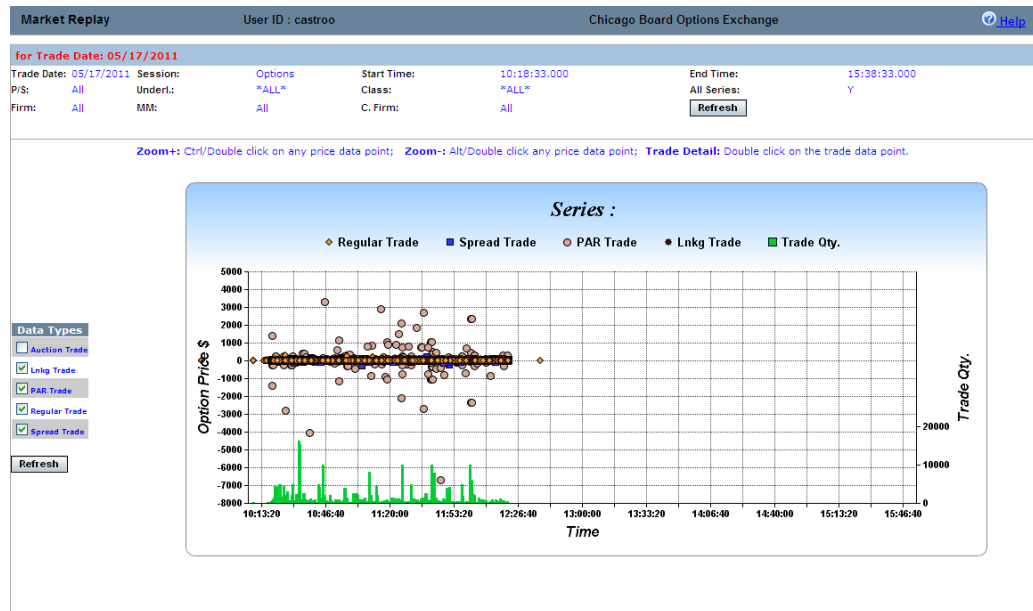 Market Replay User ID : castroo Chicago Board Options Exchange Help
for Trade Date: 05/17/2011
Trade Date: 05/17/2011 Session: Options Start Time: 10:18:33.000 End Time: 15:38:33.000
P/S: All Underl.: *ALL* Class: *ALL* All Series: Y
Firm: All MM: All C. Firm: All Refresh
Zoom+: Ctrl/Double click on any price data point; Zoom-: Alt/Double click any price data point; Trade Detail: Double click on the trade data point.
Series :
Regular Trade Spread Trade PAR Trade Lnkg Trade Trade Qty.
Data Types
Auction Trade
Lnkg Trade
PAR Trade
Regular Trade
Spread Trade
Refresh
Option Price $
5000
4000
3000
2000
1000
0
-1000
-2000
-3000
-4000
-5000
-6000
-7000
-8000
Trade Qty.
20000
10000
0
10:13:20 10:46:40 11:20:00 11:53:20 12:26:40 13:00:00 13:33:20 14:06:40 14:40:00 15:13:20 15:46:40
Time